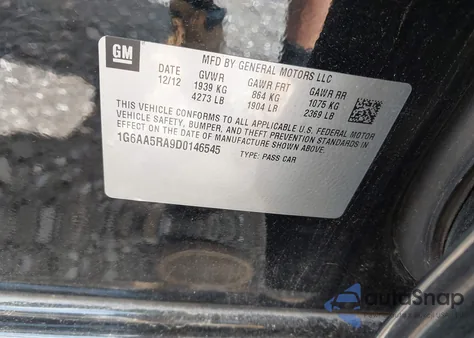 GM
MFD BY GENERAL MOTORS LLC
DATE GVWR GAWR FRT GAWR RR
12/12 1939 KG 864 KG 1075 KG
4273 LB 1904 LB 2369 LB
THIS VEHICLE CONFORMS TO ALL APPLICABLE U.S. FEDERAL MOTOR
VEHICLE SAFETY, BUMPER, AND THEFT PREVENTION STANDARDS IN
EFFECT ON THE DATE OF MANUFACTURE SHOWN ABOVE.
1G6AA5RA9D0146545 TYPE: PASS CAR
autoSnap